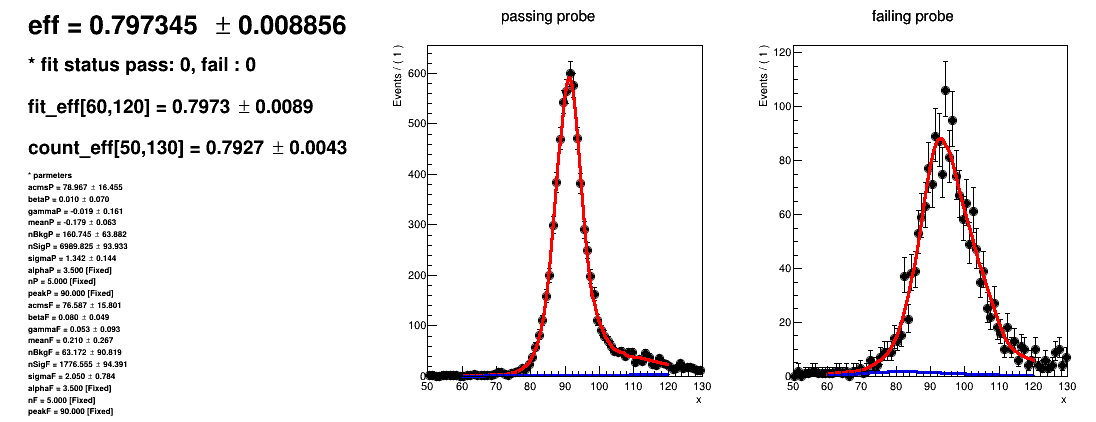 eff = 0.797345 ± 0.008856
* fit status pass: 0, fail : 0
fit_eff[60,120] = 0.7973 ± 0.0089
count_eff[50,130] = 0.7927 ± 0.0043
* parmeters
acmsP = 78.967 ± 16.455
betaP = 0.010 ± 0.070
gammaP = -0.019 ± 0.161
meanP = -0.179 ± 0.063
nBkgP = 160.745 ± 63.882
nSigP = 6989.825 ± 93.933
sigmaP = 1.342 ± 0.144
alphaP = 3.500 [Fixed]
nP = 5.000 [Fixed]
peakP = 90.000 [Fixed]
acmsF = 76.587 ± 15.801
betaF = 0.080 ± 0.049
gammaF = 0.053 ± 0.093
meanF = 0.210 ± 0.267
nBkgF = 63.172 ± 90.819
nSigF = 1776.555 ± 94.391
sigmaF = 2.050 ± 0.784
alphaF = 3.500 [Fixed]
nF = 5.000 [Fixed]
peakF = 90.000 [Fixed]
passing probe
Events / ( 1 )
600
500
400
300
200
100
0
50 60 70 80 90 100 110 120 130
x
failing probe
Events / ( 1 )
120
100
80
60
40
20
0
50 60 70 80 90 100 110 120 130
x